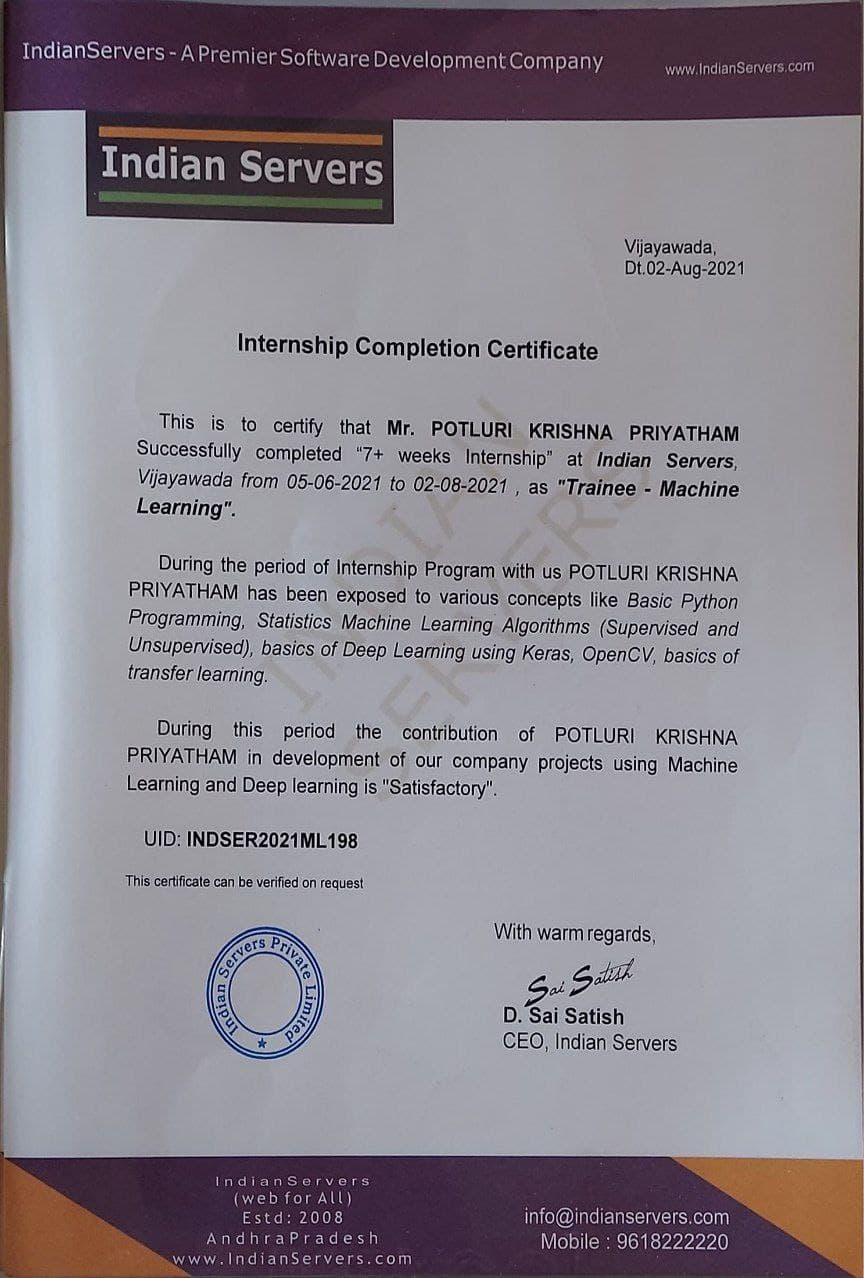 IndianServers - A Premier Software Development Company
www.IndianServers.com
Indian Servers
Vijayawada,
Dt.02-Aug-2021
Internship Completion Certificate
This is to certify that Mr. POTLURI KRISHNA PRIYATHAM
Successfully completed “7+ weeks Internship” at Indian Servers,
Vijayawada from 05-06-2021 to 02-08-2021 , as "Trainee - Machine
Learning".
During the period of Internship Program with us POTLURI KRISHNA
PRIYATHAM has been exposed to various concepts like Basic Python
Programming, Statistics Machine Learning Algorithms (Supervised and
Unsupervised), basics of Deep Learning using Keras, OpenCV, basics of
transfer learning.
During this period the contribution of POTLURI KRISHNA
PRIYATHAM in development of our company projects using Machine
Learning and Deep learning is "Satisfactory".
INDIAN
SERVERS
UID: INDSER2021ML198
This certificate can be verified on request
Indian Servers Private Limited
With warm regards,
Sai Satish
D. Sai Satish
CEO, Indian Servers
IndianServers
(web for All)
Estd: 2008
AndhraPradesh
www.IndianServers.com
info@indianservers.com
Mobile : 9618222220